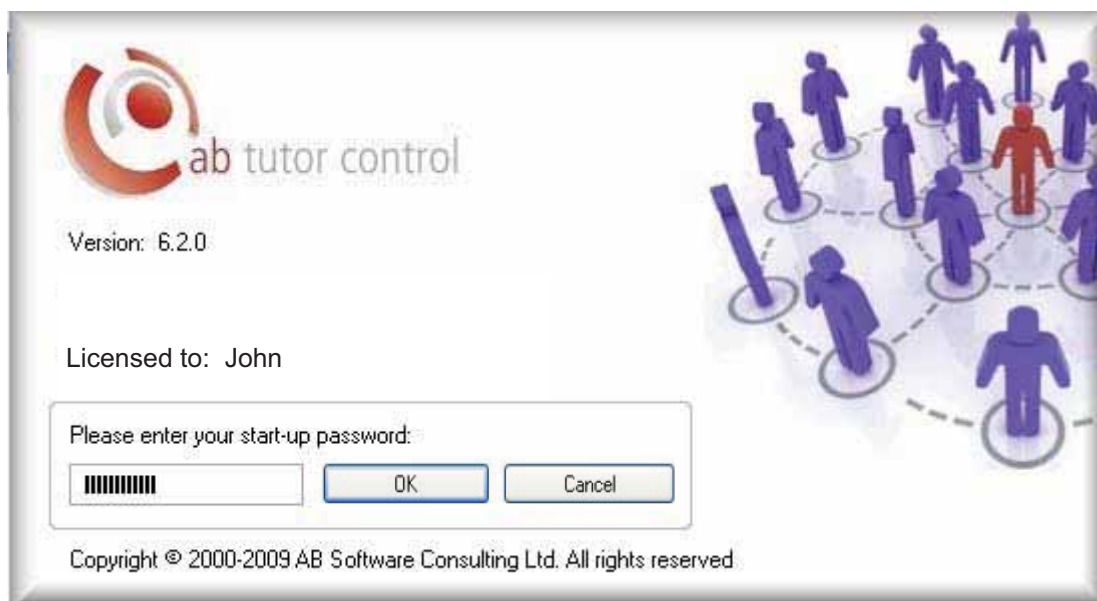 ab tutor control
Version: 6.2.0
Licensed to: John
Please enter your start-up password:
OK Cancel
Copyright © 2000-2009 AB Software Consulting Ltd. All rights reserved